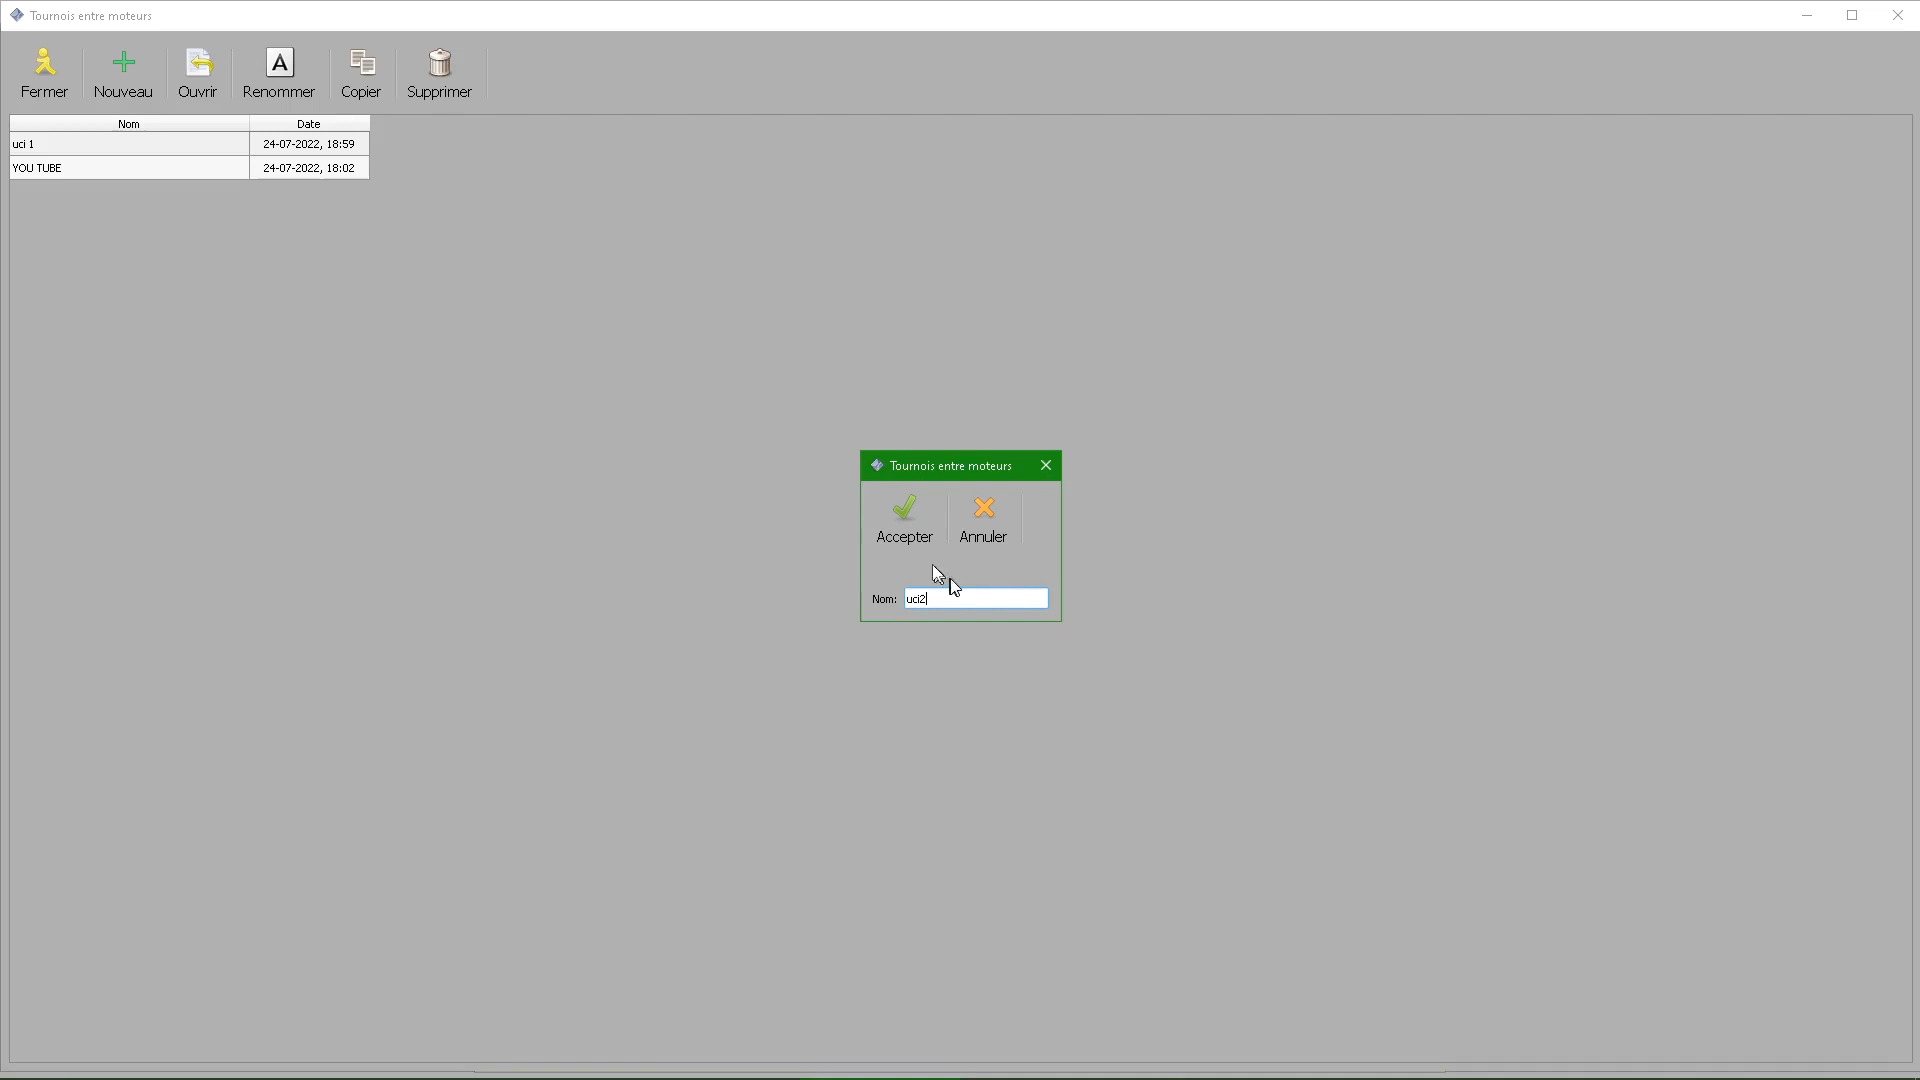 Tournois entre moteurs
Fermer Nouveau Ouvrir A Renommer Copier Supprimer
Nom Date
uci 1 24-07-2022, 18:59
YOU TUBE 24-07-2022, 18:02
Tournois entre moteurs
Accepter Annuler
Nom: uci2